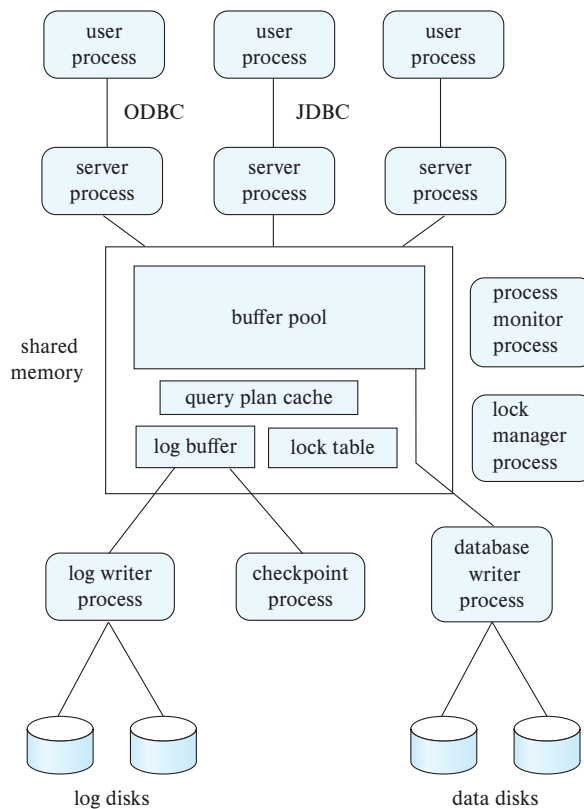 user
process
user
process
user
process
ODBC
JDBC
server
process
server
process
server
process
shared
memory
buffer pool
query plan cache
log buffer
lock table
process
monitor
process
lock
manager
process
log writer
process
checkpoint
process
database
writer
process
log disks
data disks